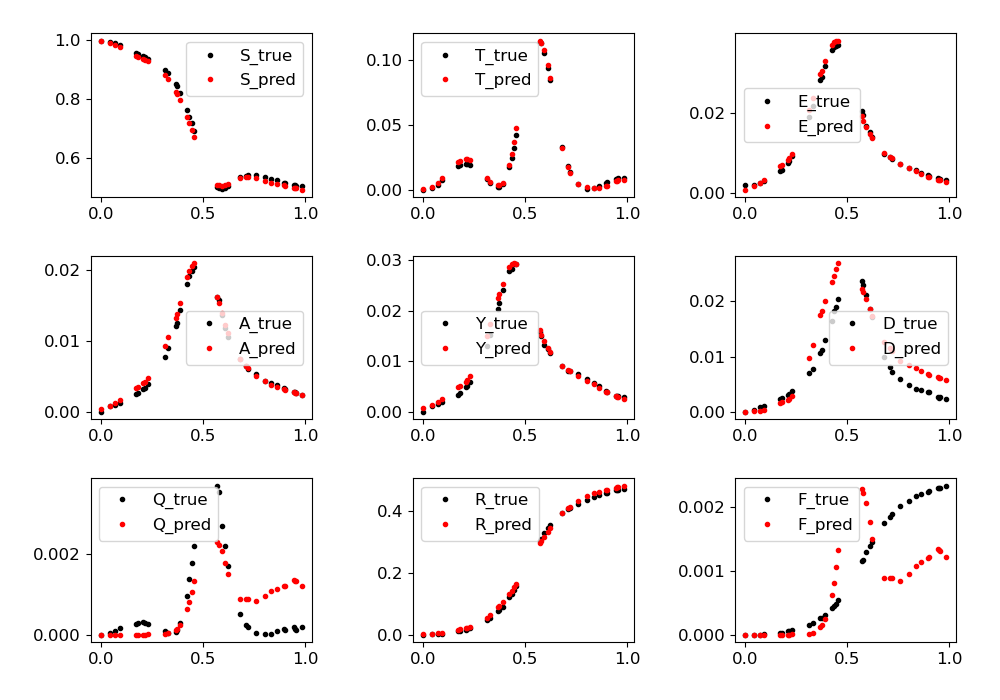 1.0
0.8
0.6
0.0 0.5 1.0
S_true
S_pred
0.10
0.05
0.00
0.0 0.5 1.0
T_true
T_pred
0.02
0.00
0.0 0.5 1.0
E_true
E_pred
0.02
0.01
0.00
0.0 0.5 1.0
A_true
A_pred
0.03
0.02
0.01
0.00
0.0 0.5 1.0
Y_true
Y_pred
0.02
0.01
0.00
0.0 0.5 1.0
D_true
D_pred
0.002
0.000
0.0 0.5 1.0
Q_true
Q_pred
0.4
0.2
0.0
0.0 0.5 1.0
R_true
R_pred
0.002
0.001
0.000
0.0 0.5 1.0
F_true
F_pred